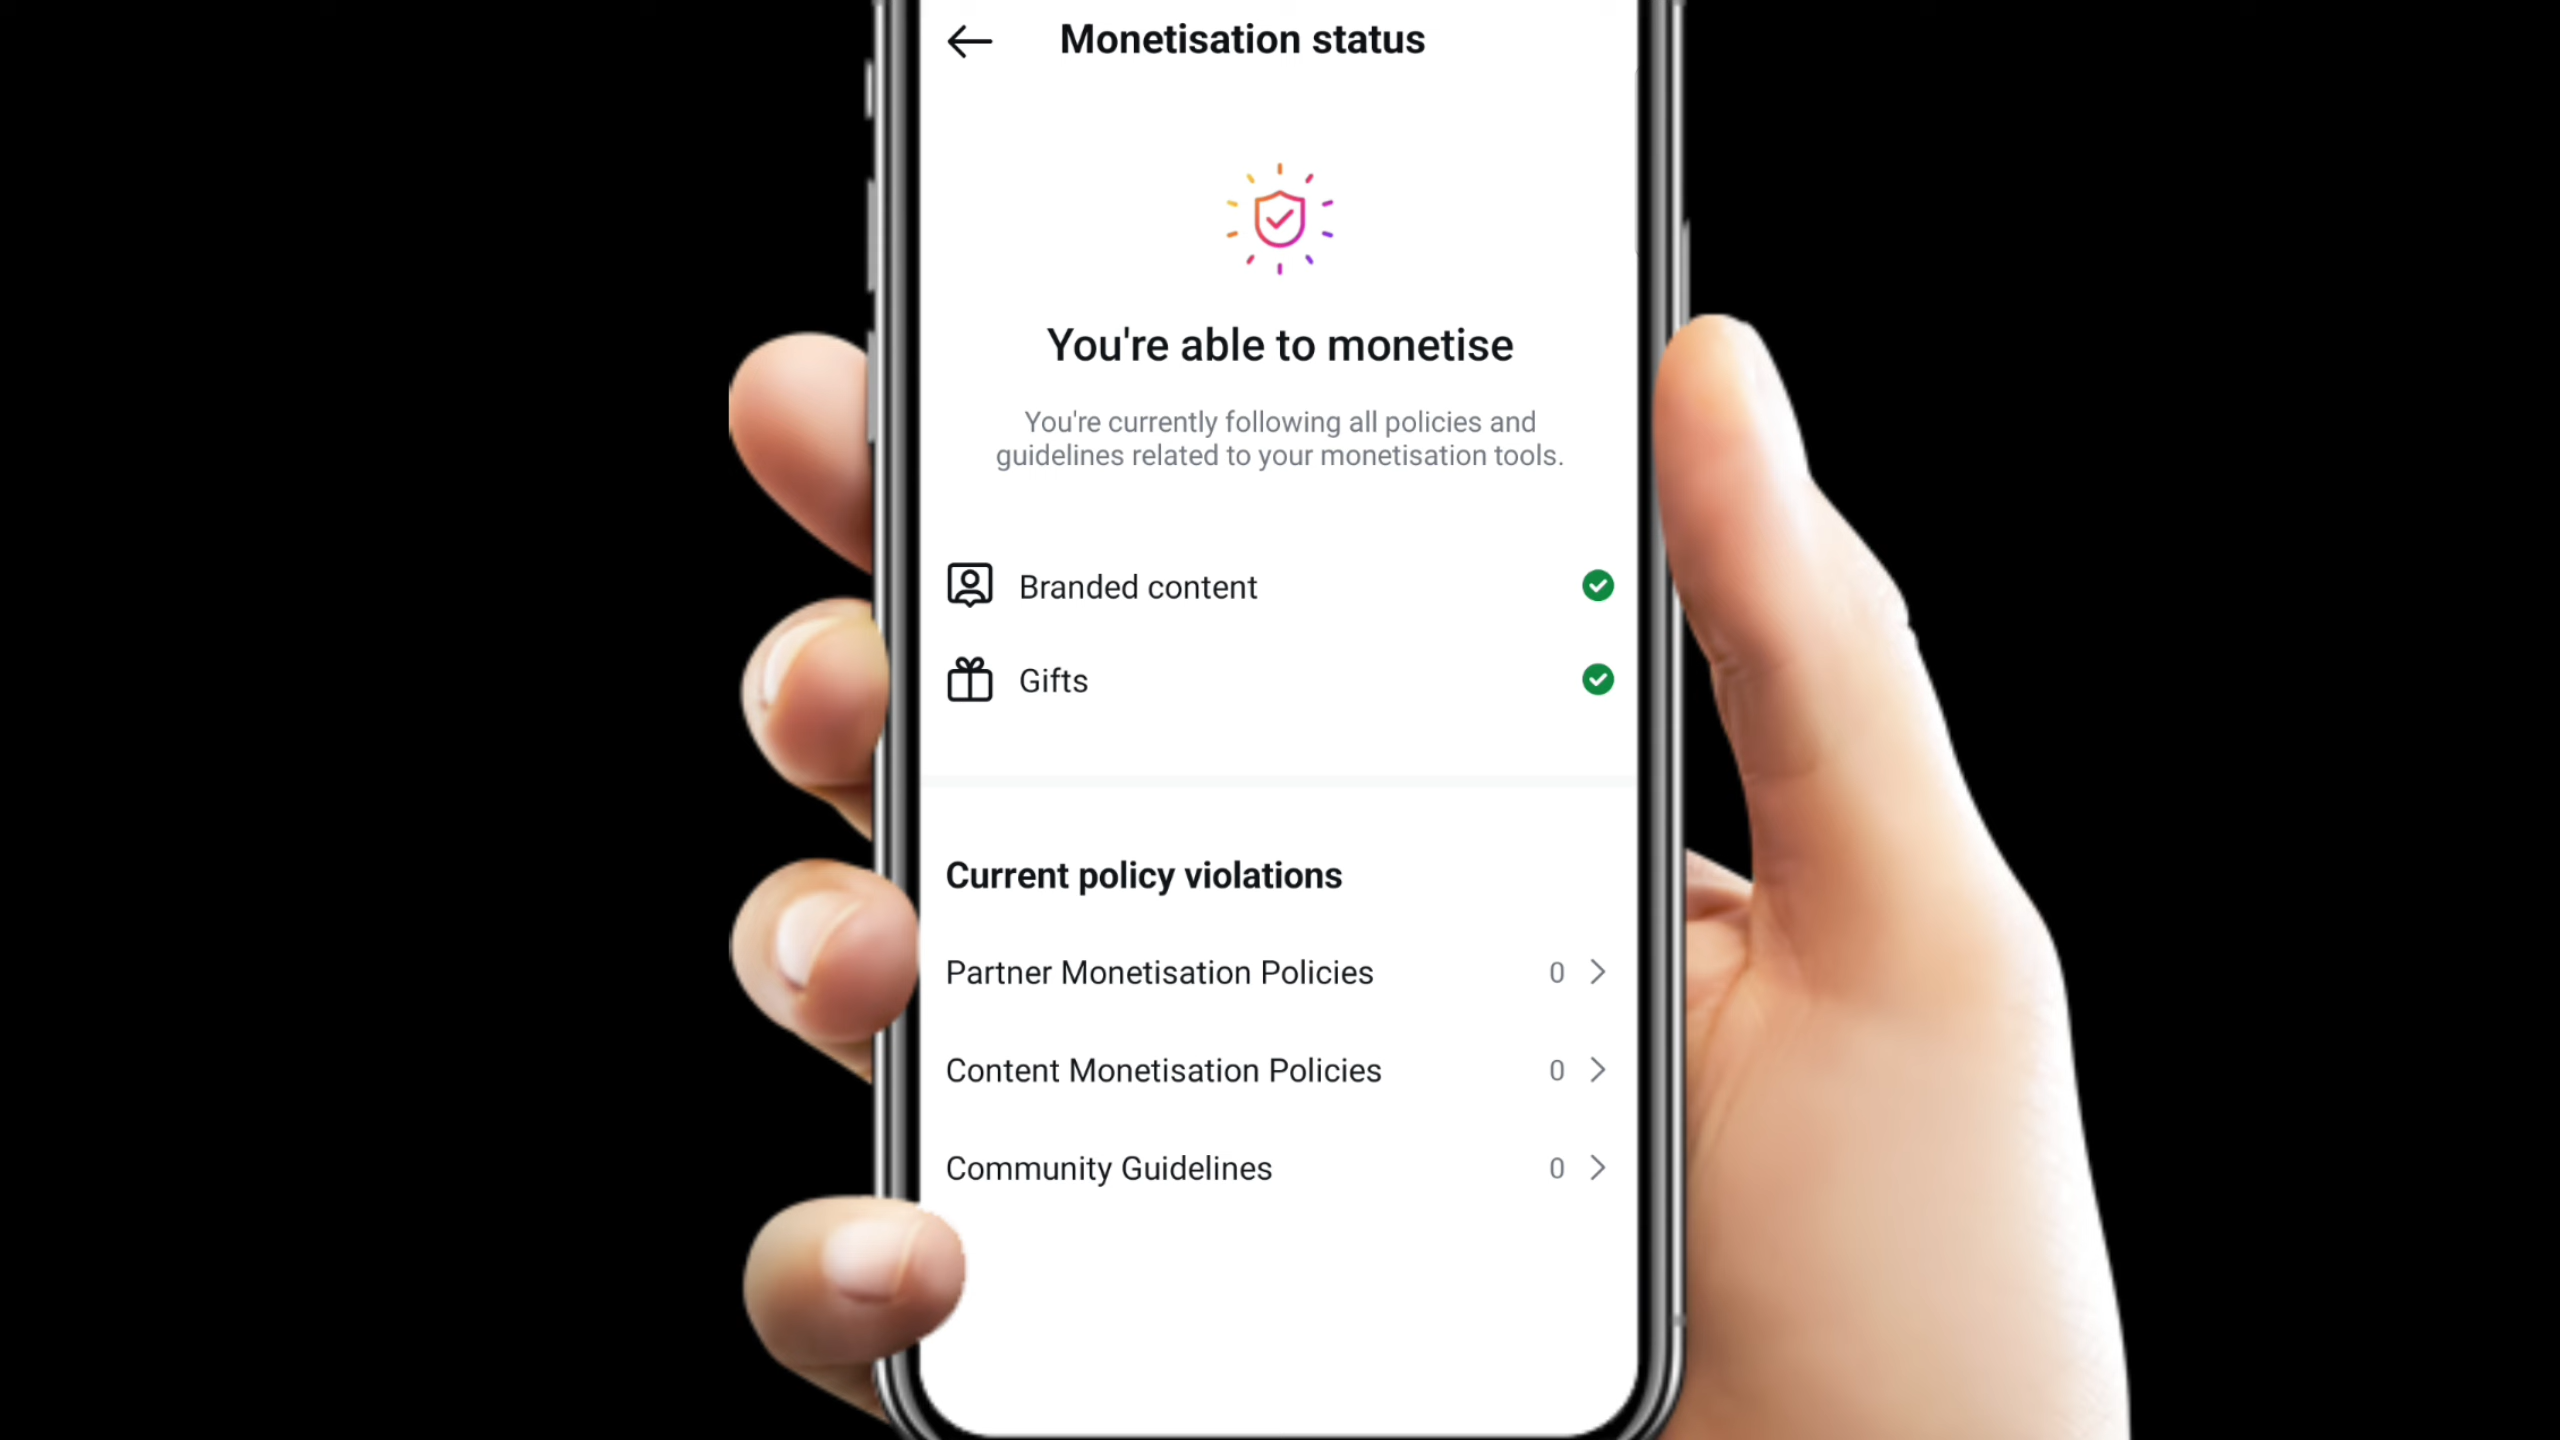 Monetisation status
You're able to monetise
You're currently following all policies and
guidelines related to your monetisation tools.
Branded content
Gifts
Current policy violations
Partner Monetisation Policies 0
Content Monetisation Policies 0
Community Guidelines 0